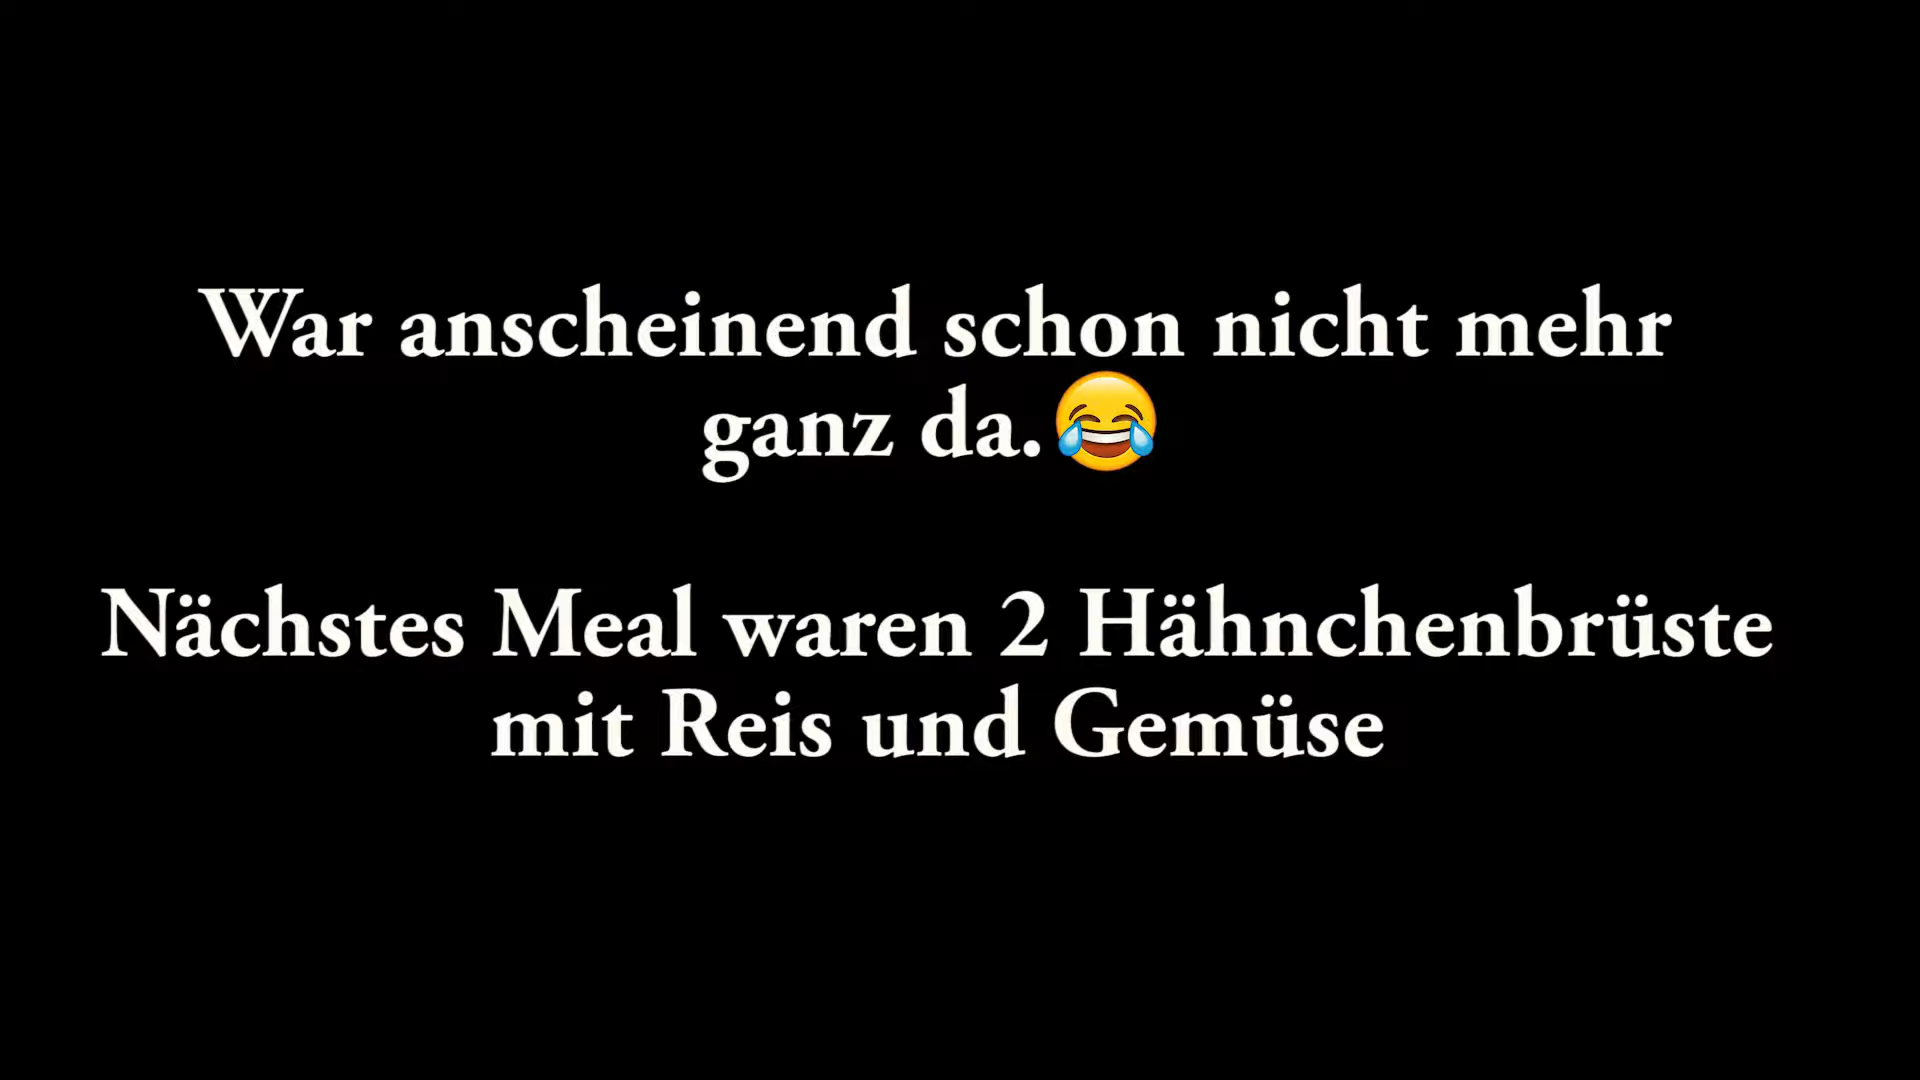 War anscheinend schon nicht mehr
ganz da.😂
Nächstes Meal waren 2 Hähnchenbrüste
mit Reis und Gemüse